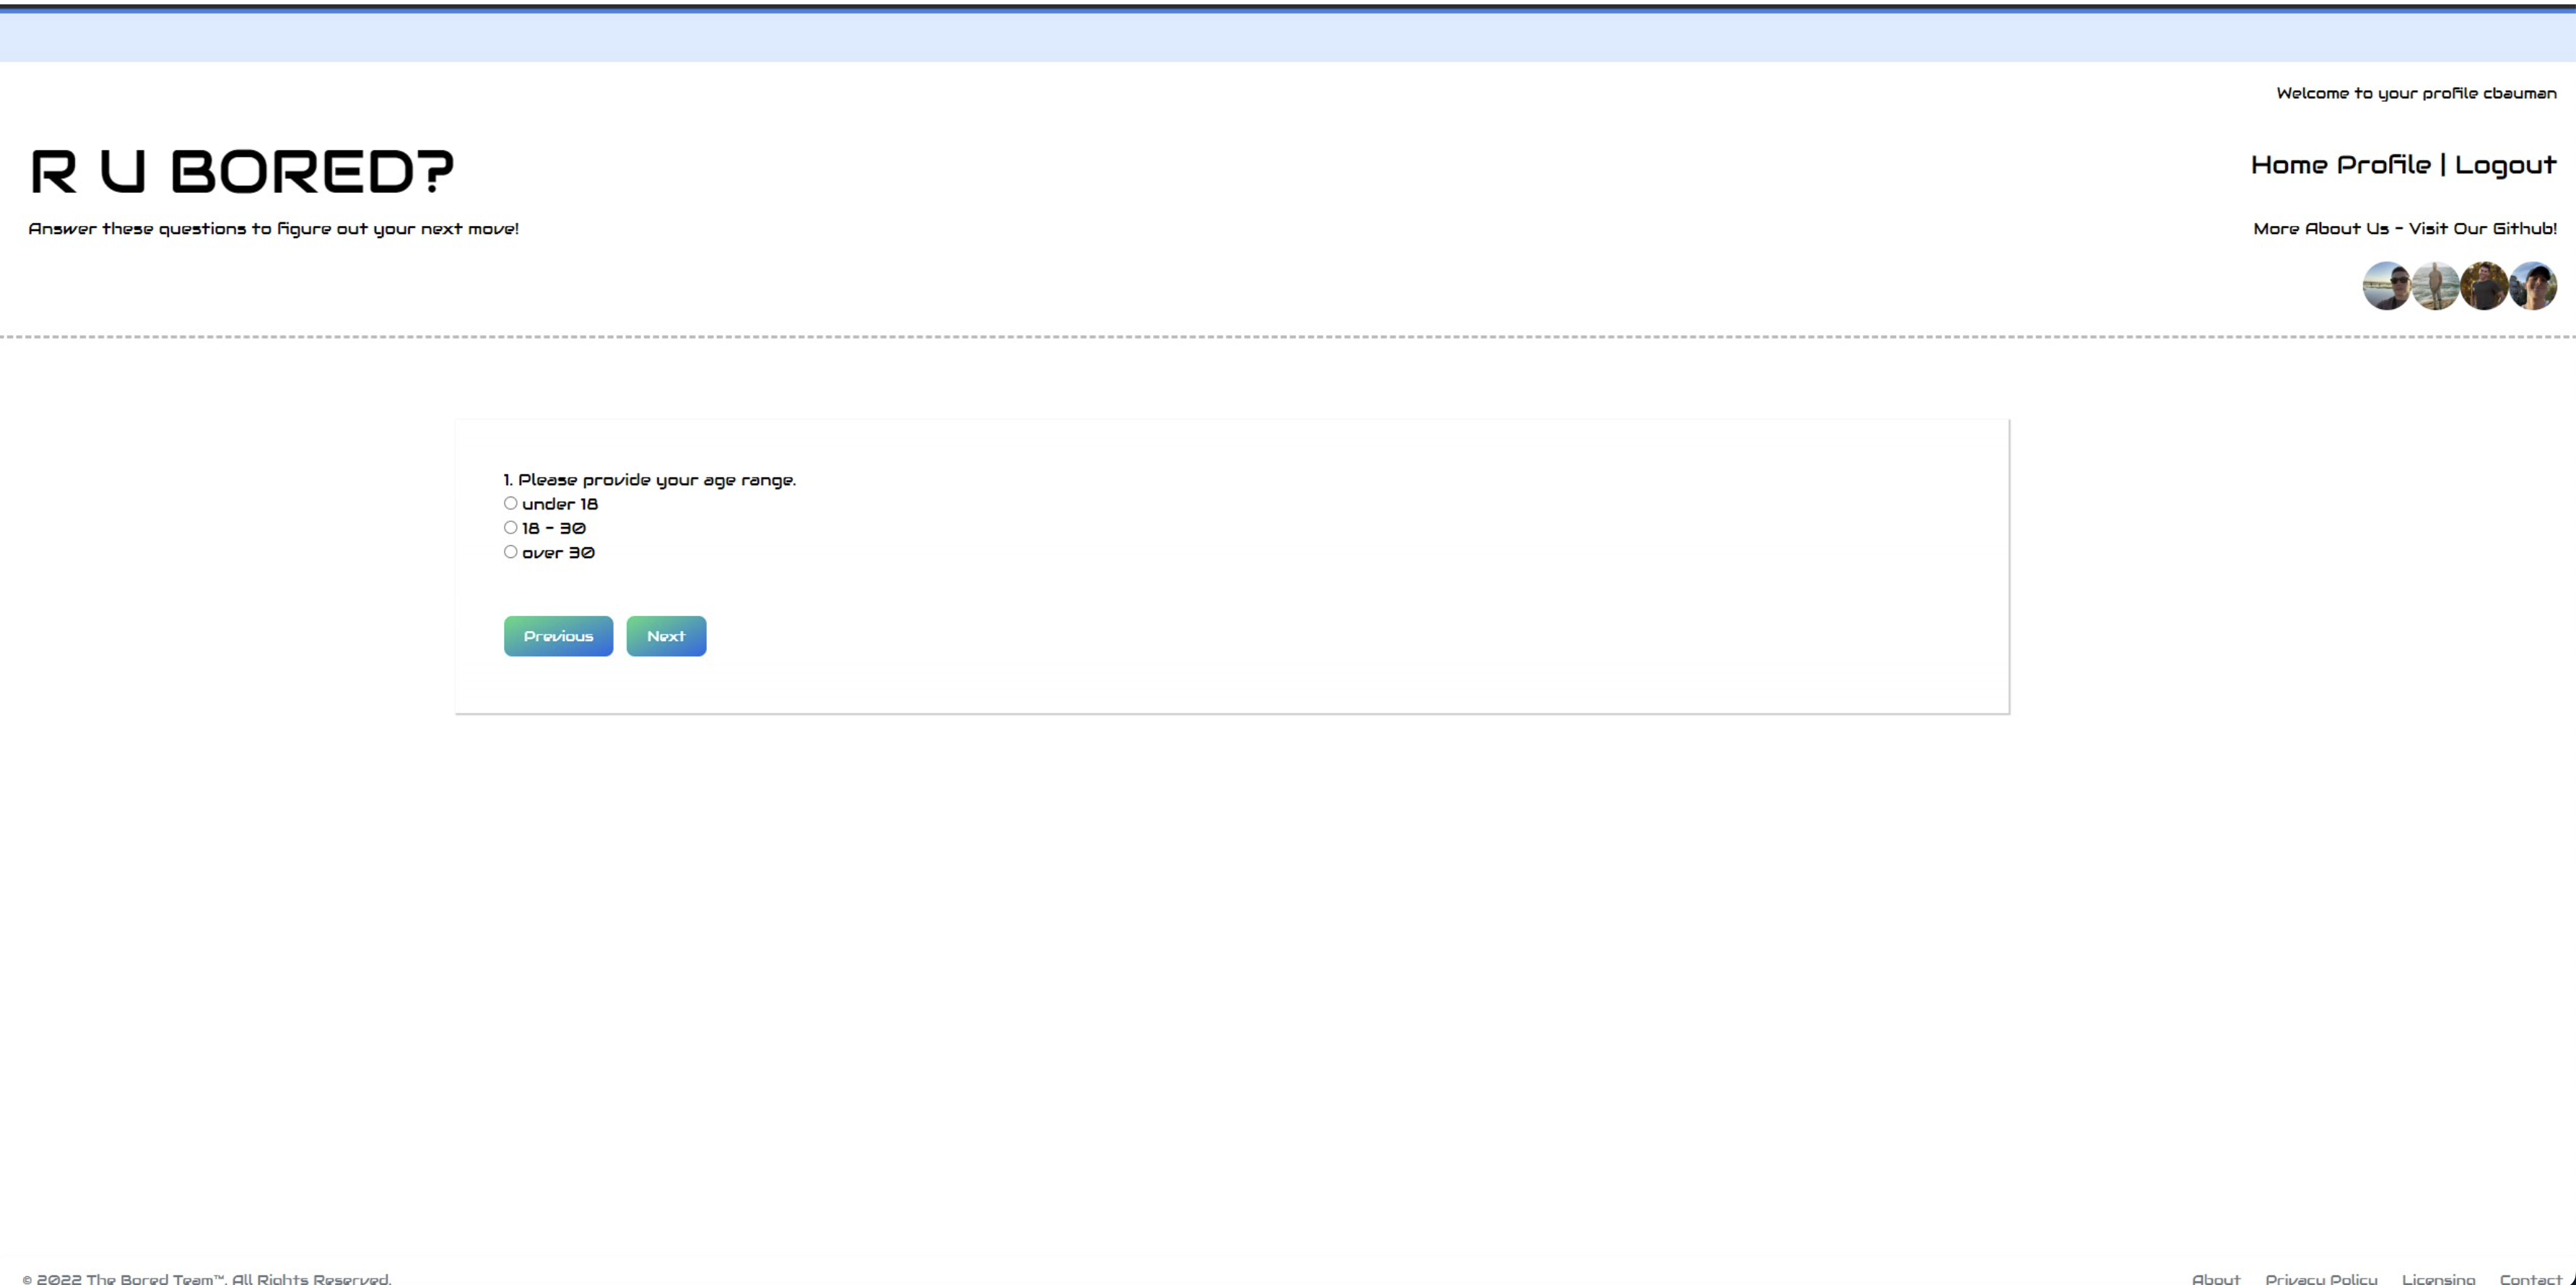 Welcome to your profile cbauman
R U BORED?
Home Profile | Logout
Answer these questions to figure out your next move!
More About Us - Visit Our Github!
1. Please provide your age range.
under 18
18 - 30
over 30
Previous Next
© 2022 The Bored Team™. All Rights Reserved.
About Privacy Policy Licensing Contact